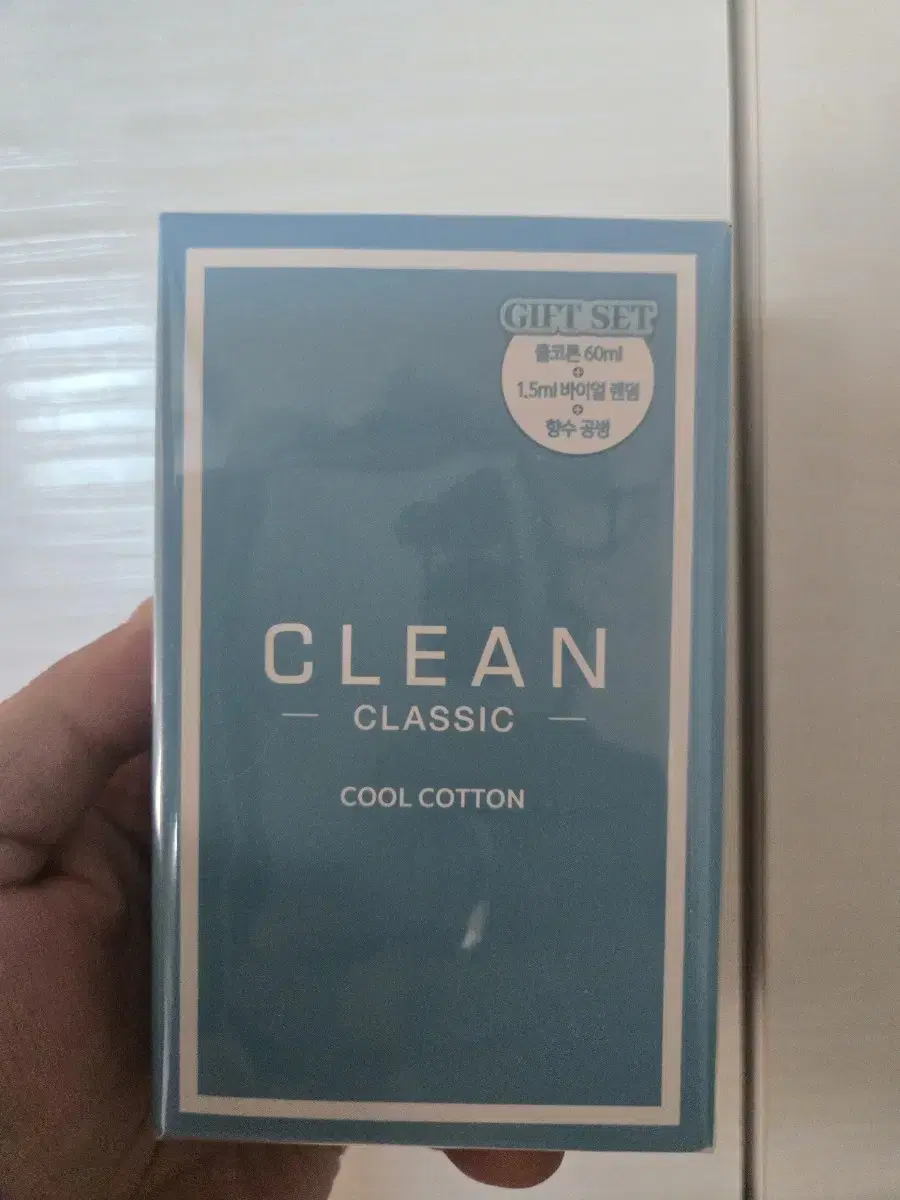 GIFT SET
쿨코튼 60ml
+
1.5ml 바이얼 랜덤
+
향수 공병
CLEAN
— CLASSIC —
COOL COTTON